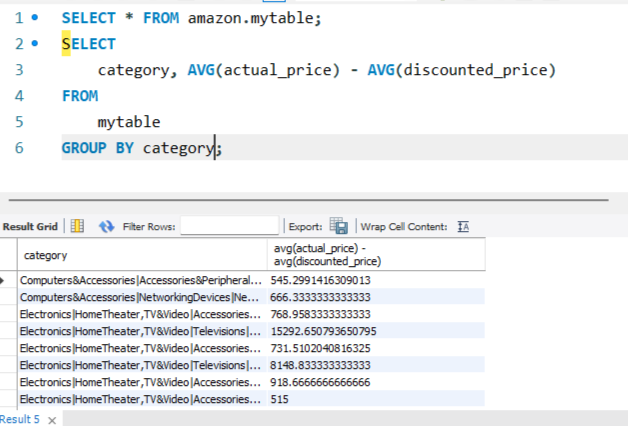 1 SELECT * FROM amazon.mytable;
2 SELECT
3 category, AVG(actual_price) - AVG(discounted_price)
4 FROM
5 mytable
6 GROUP BY category;
Result Grid Filter Rows: Export: Wrap Cell Content:
category avg(actual_price) -
avg(discounted_price)
Computers&Accessories|Accessories&Peripheral... 545.2991416309013
Computers&Accessories|NetworkingDevices|Ne... 666.3333333333333
Electronics|HomeTheater,TV&Video|Accessories... 768.9583333333333
Electronics|HomeTheater,TV&Video|Televisions|... 15292.650793650795
Electronics|HomeTheater,TV&Video|Accessories... 731.5102040816325
Electronics|HomeTheater,TV&Video|Televisions|... 8148.833333333333
Electronics|HomeTheater,TV&Video|Accessories... 918.6666666666666
Electronics|HomeTheater,TV&Video|Accessories... 515
Result 5